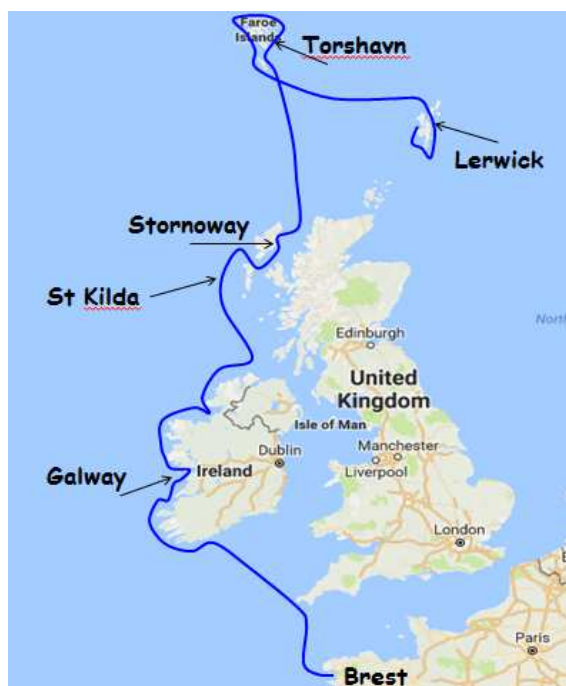 Faroe
Islands
Torshavn
Lerwick
Stornoway
St Kilda
North
Edinburgh
United
Kingdom
Isle of Man
Galway
Dublin
Ireland
Manchester
Liverpool
London
Paris
Brest